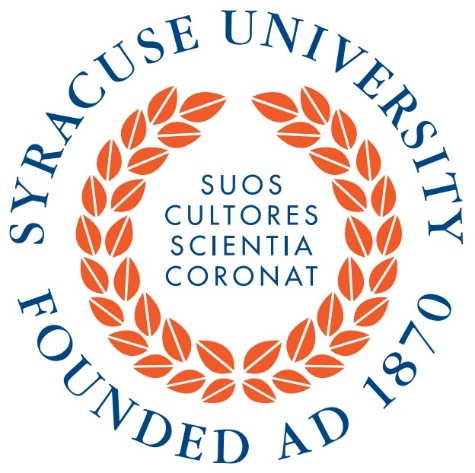 SYRACUSE UNIVERSITY
SUOS
CULTORES
SCIENTIA
CORONAT
FOUNDED AD 1870